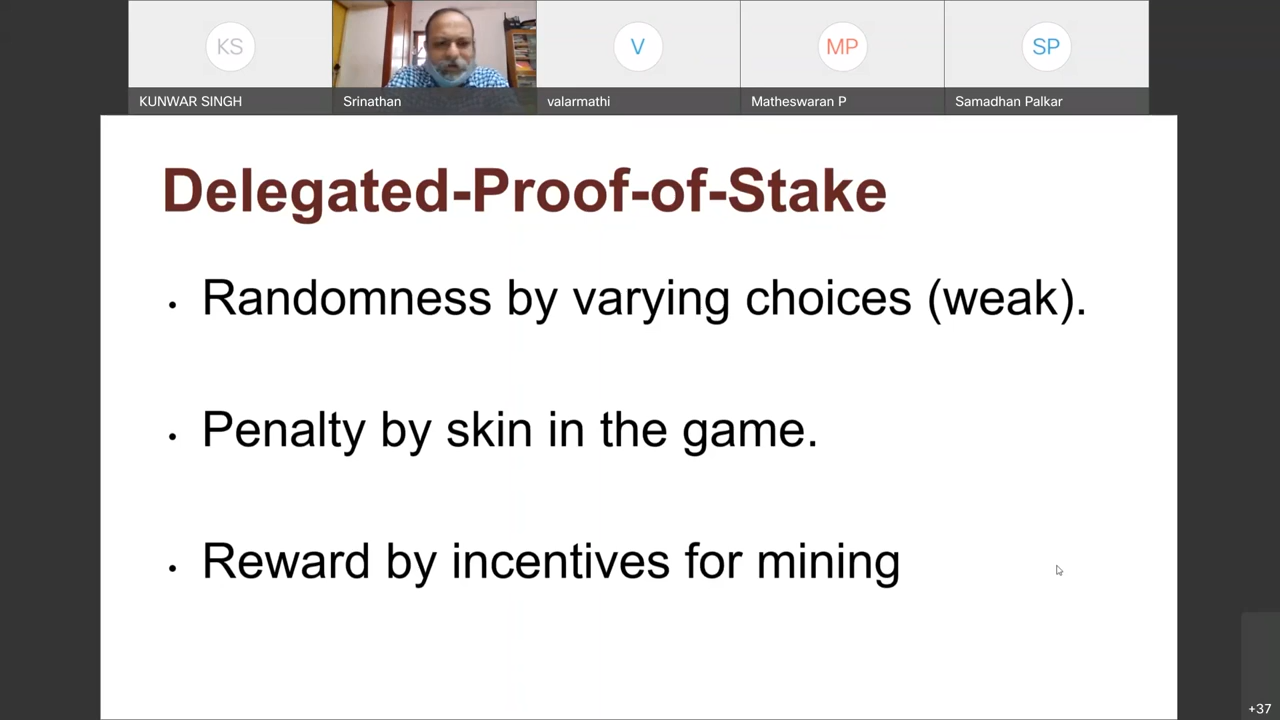 KS
V
MP
SP
KUNWAR SINGH
Srinathan
valarmathi
Matheswaran P
Samadhan Palkar
Delegated-Proof-of-Stake
• Randomness by varying choices (weak).
• Penalty by skin in the game.
• Reward by incentives for mining
+37